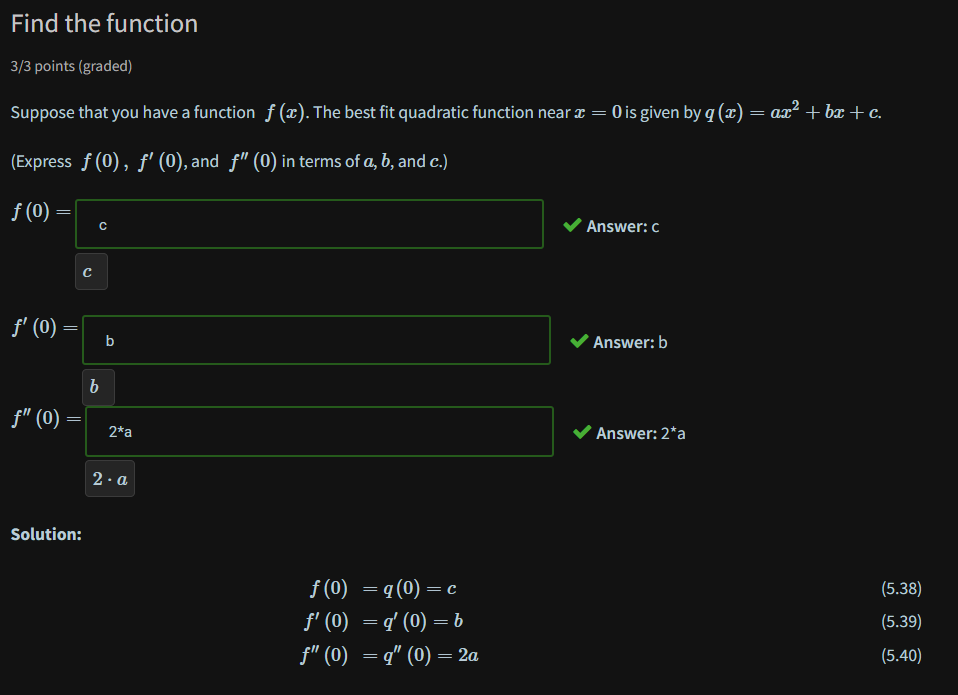 Find the function
3/3 points (graded)
Suppose that you have a function f (x). The best fit quadratic function near x = 0 is given by q (x) = ax² + bx + c.
(Express f (0) , f′ (0), and f″ (0) in terms of a, b, and c.)
f (0) = c ✔ Answer: c
c
f′ (0) = b ✔ Answer: b
b
f″ (0) = 2*a ✔ Answer: 2*a
2 · a
Solution:
f (0) = q (0) = c (5.38)
f′ (0) = q′ (0) = b (5.39)
f″ (0) = q″ (0) = 2a (5.40)